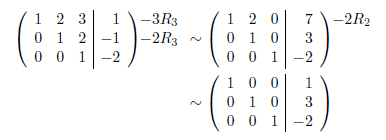 ( 1 2 3 | 1 ) −3R₃ ( 1 2 0 | 7 ) −2R₂
( 0 1 2 | −1 ) −2R₃ ∼ ( 0 1 0 | 3 )
( 0 0 1 | −2 ) ( 0 0 1 | −2 )
( 1 0 0 | 1 )
∼ ( 0 1 0 | 3 )
( 0 0 1 | −2 )